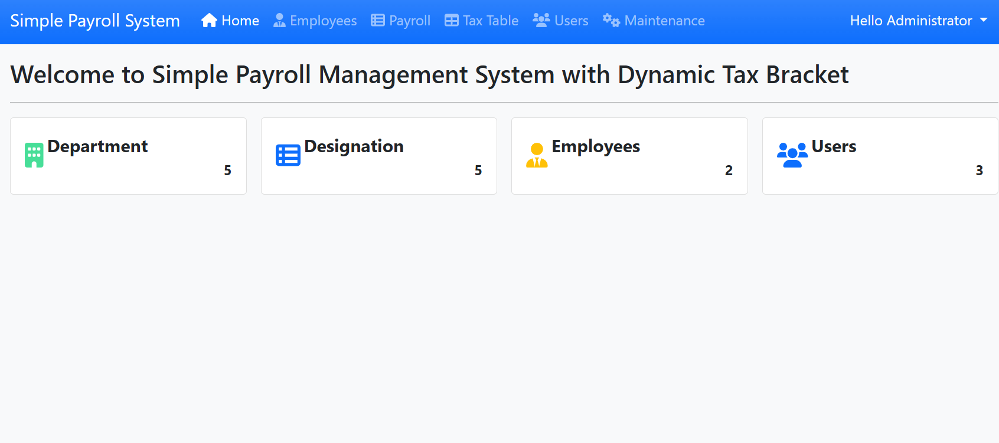 Simple Payroll System Home Employees Payroll Tax Table Users Maintenance Hello Administrator
Welcome to Simple Payroll Management System with Dynamic Tax Bracket
Department
5
Designation
5
Employees
2
Users
3